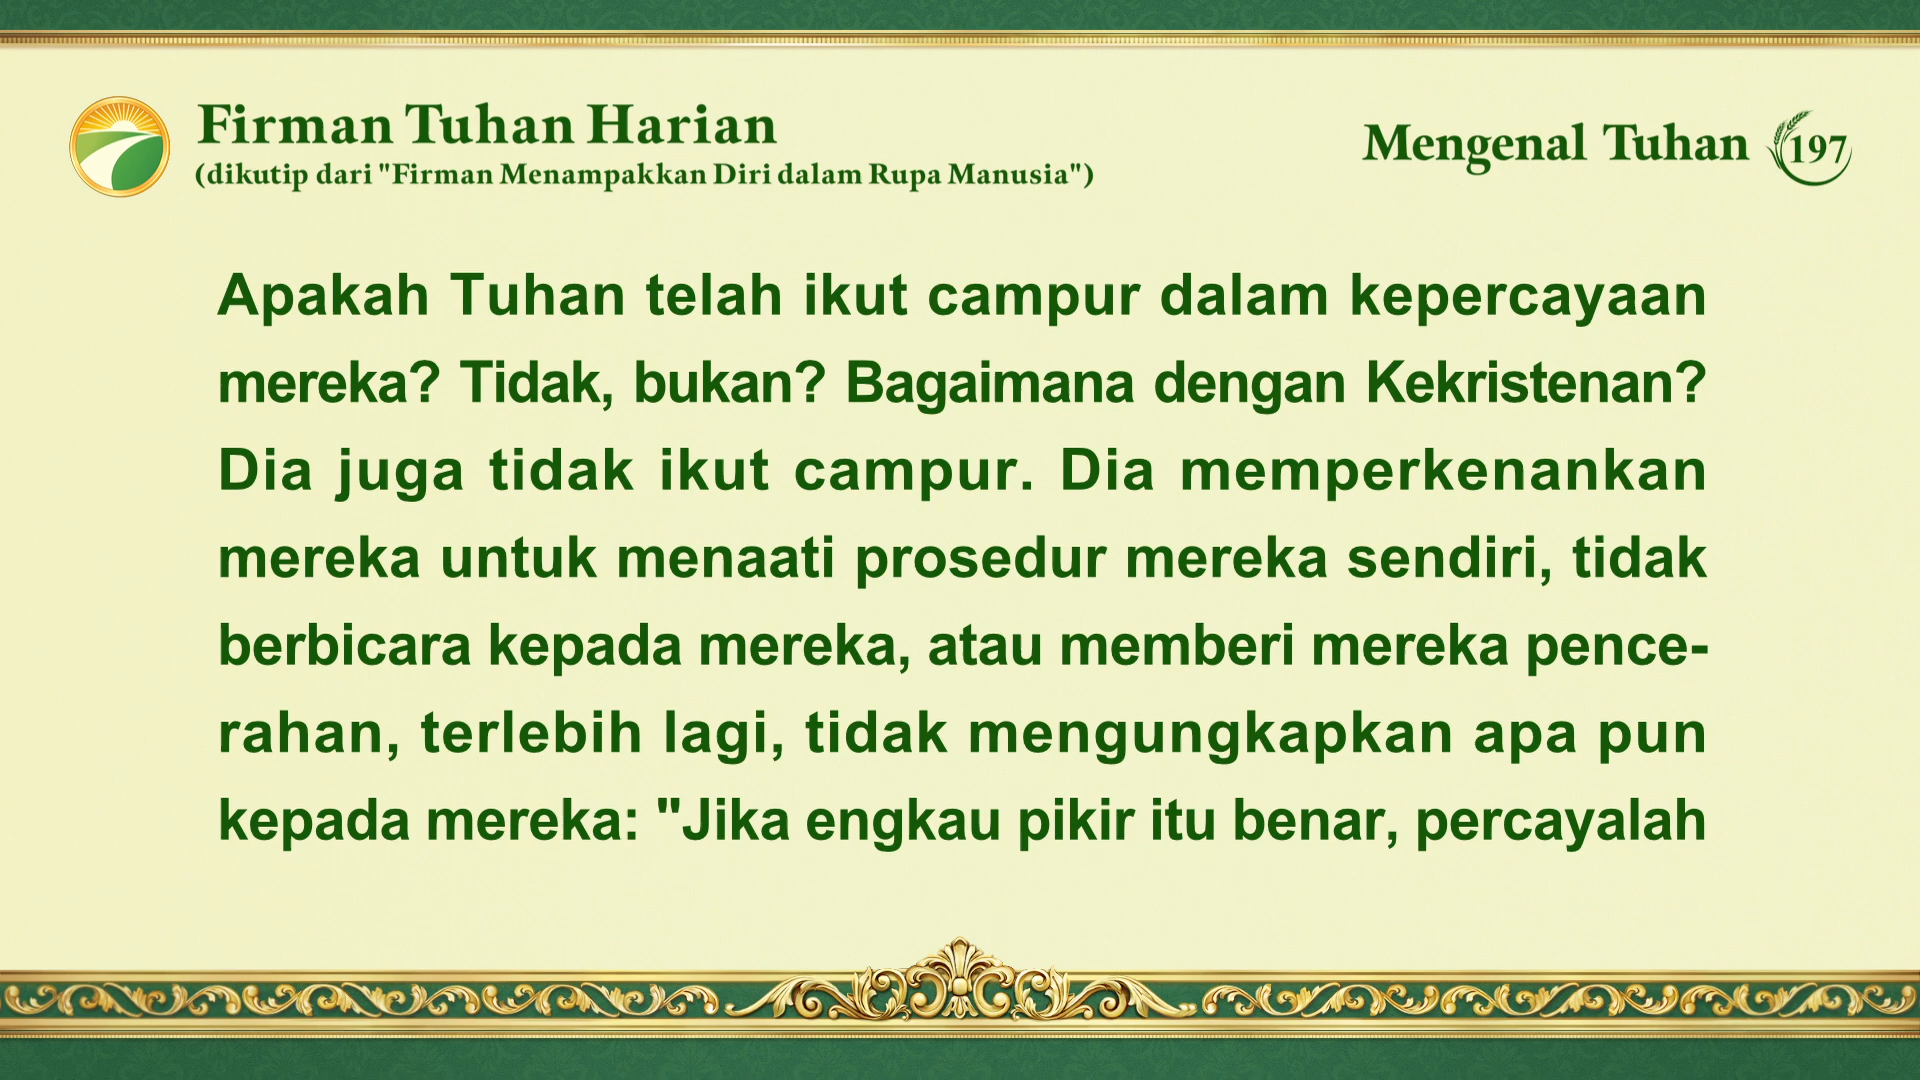 Firman Tuhan Harian
(dikutip dari "Firman Menampakkan Diri dalam Rupa Manusia")
Mengenal Tuhan 197
Apakah Tuhan telah ikut campur dalam kepercayaan
mereka? Tidak, bukan? Bagaimana dengan Kekristenan?
Dia juga tidak ikut campur. Dia memperkenankan
mereka untuk menaati prosedur mereka sendiri, tidak
berbicara kepada mereka, atau memberi mereka pence-
rahan, terlebih lagi, tidak mengungkapkan apa pun
kepada mereka: "Jika engkau pikir itu benar, percayalah